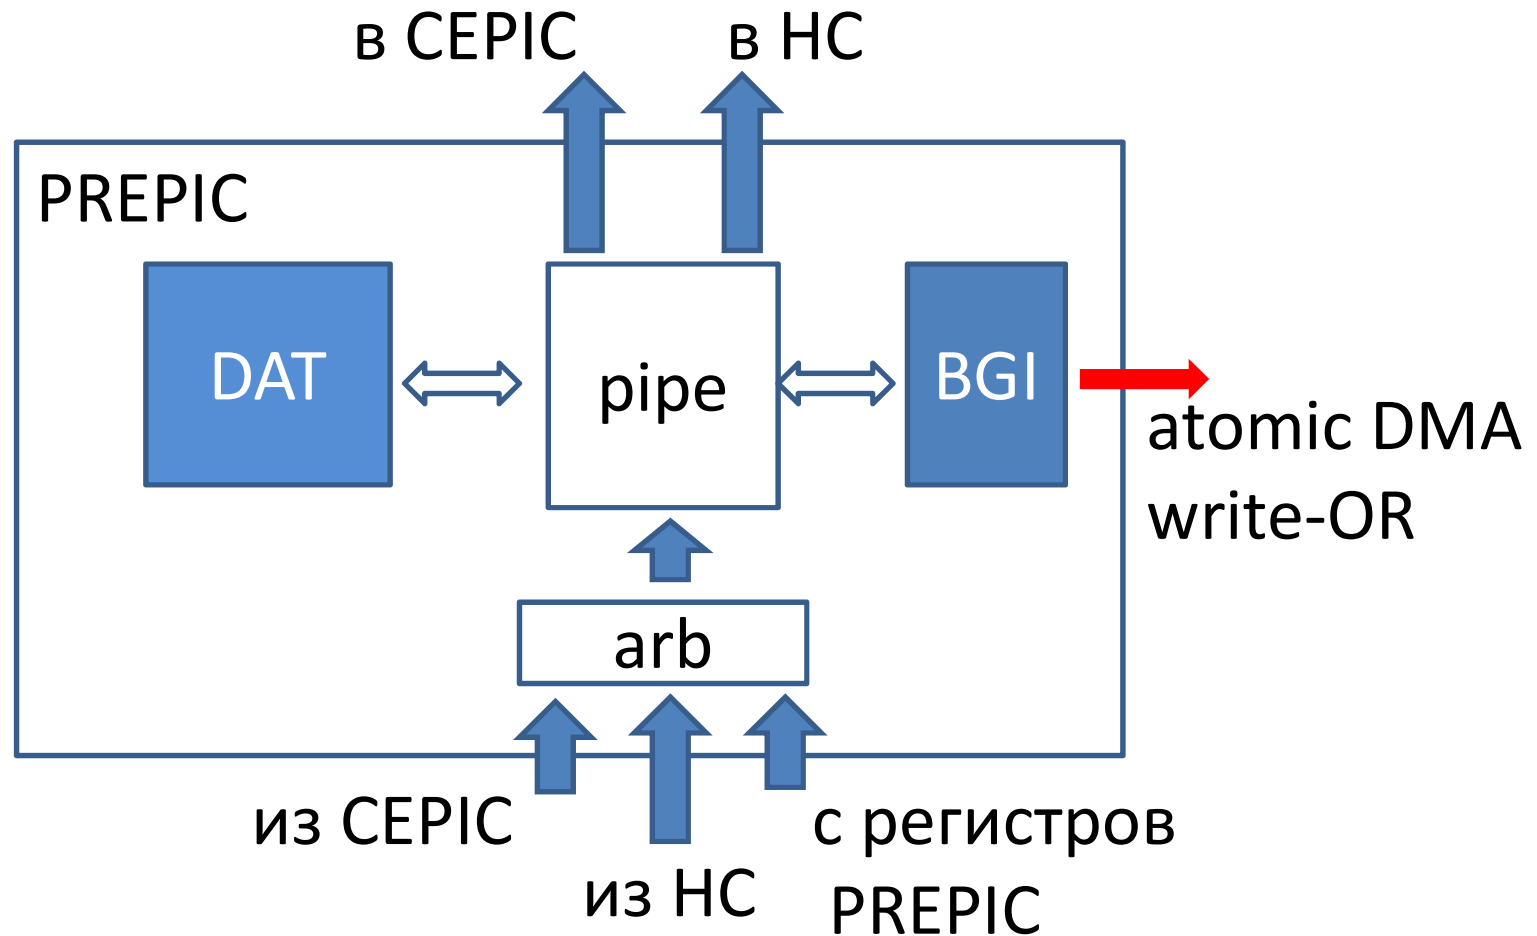 в CEPIC
в HC
PREPIC
DAT
pipe
BGI
atomic DMA
write-OR
arb
из CEPIC
из HC
с регистров
PREPIC